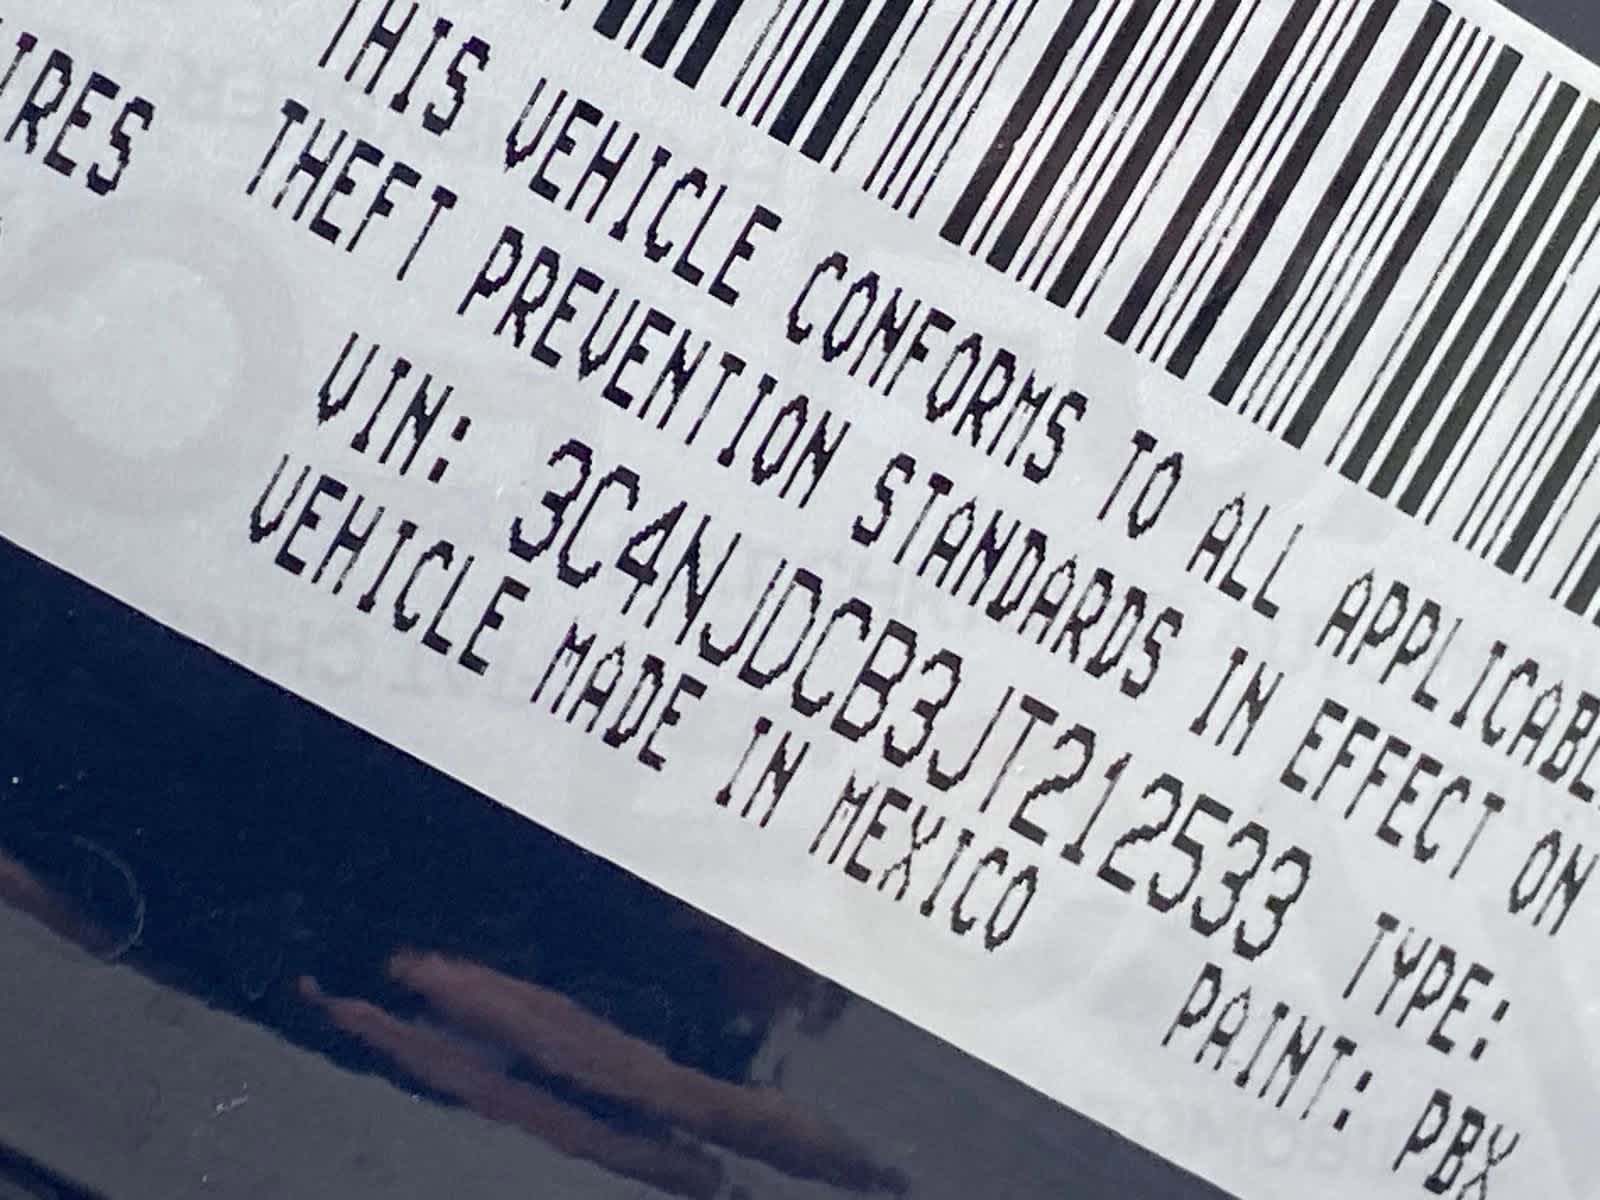 THIS VEHICLE CONFORMS TO ALL APPLICABL
THEFT PREVENTION STANDARDS IN EFFECT ON
VIN: 3C4NJDCB3JT212533 TYPE:
VEHICLE MADE IN MEXICO PAINT: PBX